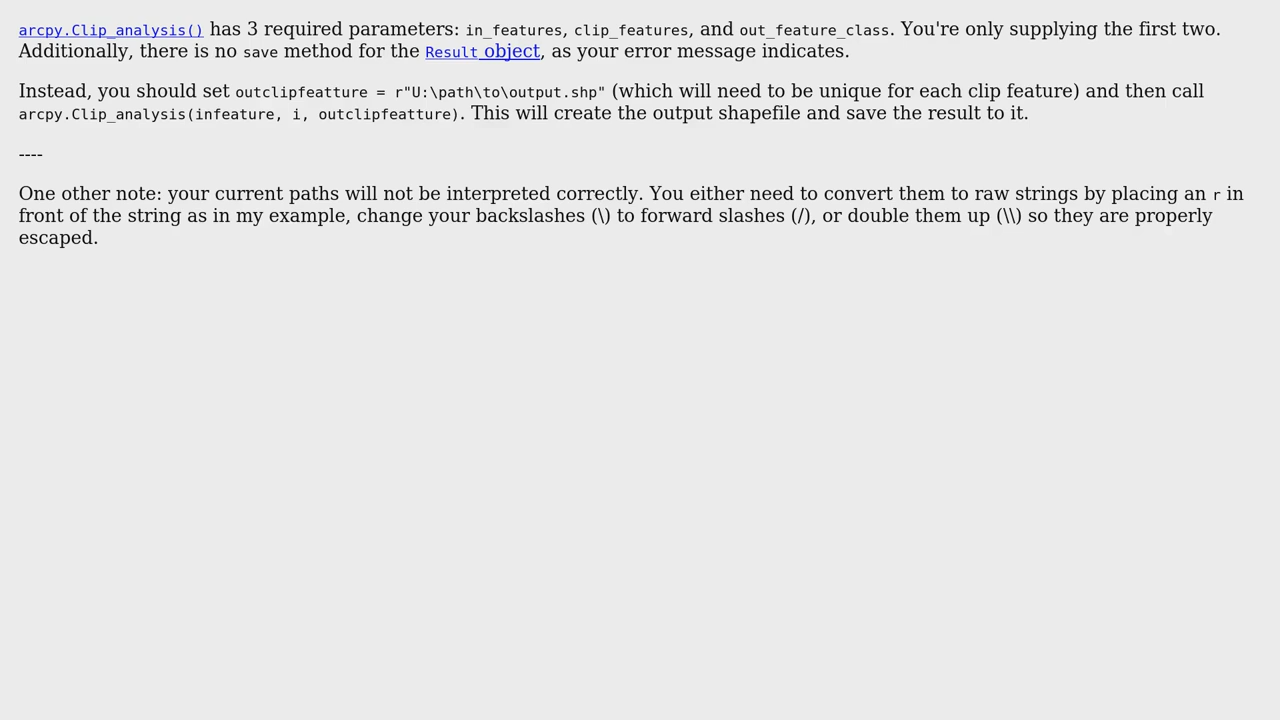 arcpy.Clip_analysis() has 3 required parameters: in_features, clip_features, and out_feature_class. You're only supplying the first two.
Additionally, there is no save method for the Result object, as your error message indicates.
Instead, you should set outclipfeatture = r"U:\path\to\output.shp" (which will need to be unique for each clip feature) and then call
arcpy.Clip_analysis(infeature, i, outclipfeatture). This will create the output shapefile and save the result to it.
----
One other note: your current paths will not be interpreted correctly. You either need to convert them to raw strings by placing an r in
front of the string as in my example, change your backslashes (\) to forward slashes (/), or double them up (\\) so they are properly
escaped.